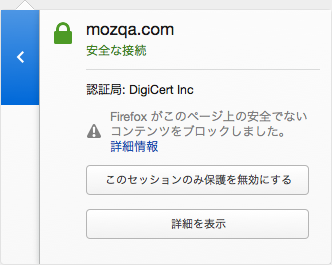 mozqa.com
安全な接続
認証局: DigiCert Inc
Firefox がこのページ上の安全でない
コンテンツをブロックしました。
詳細情報
このセッションのみ保護を無効にする
詳細を表示